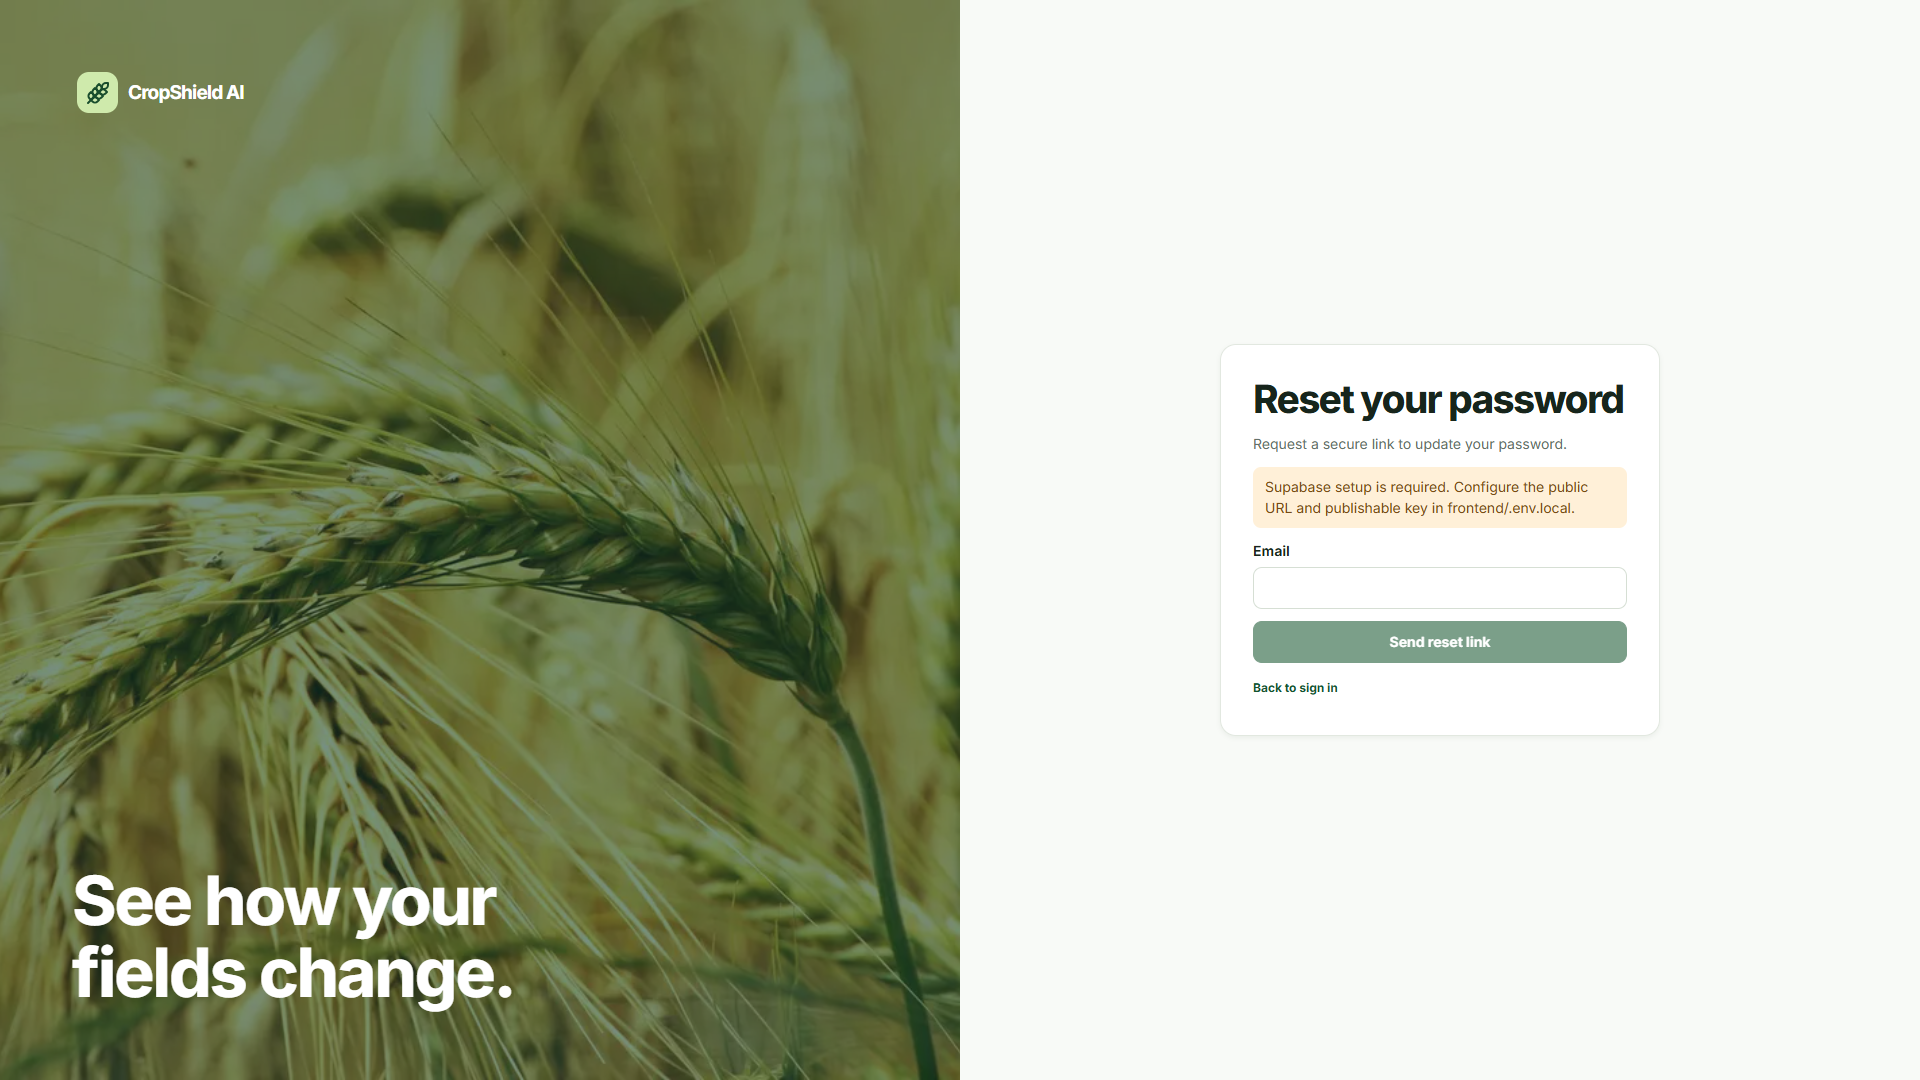 CropShield AI
See how your
fields change.
Reset your password
Request a secure link to update your password.
Supabase setup is required. Configure the public
URL and publishable key in frontend/.env.local.
Email
Send reset link
Back to sign in